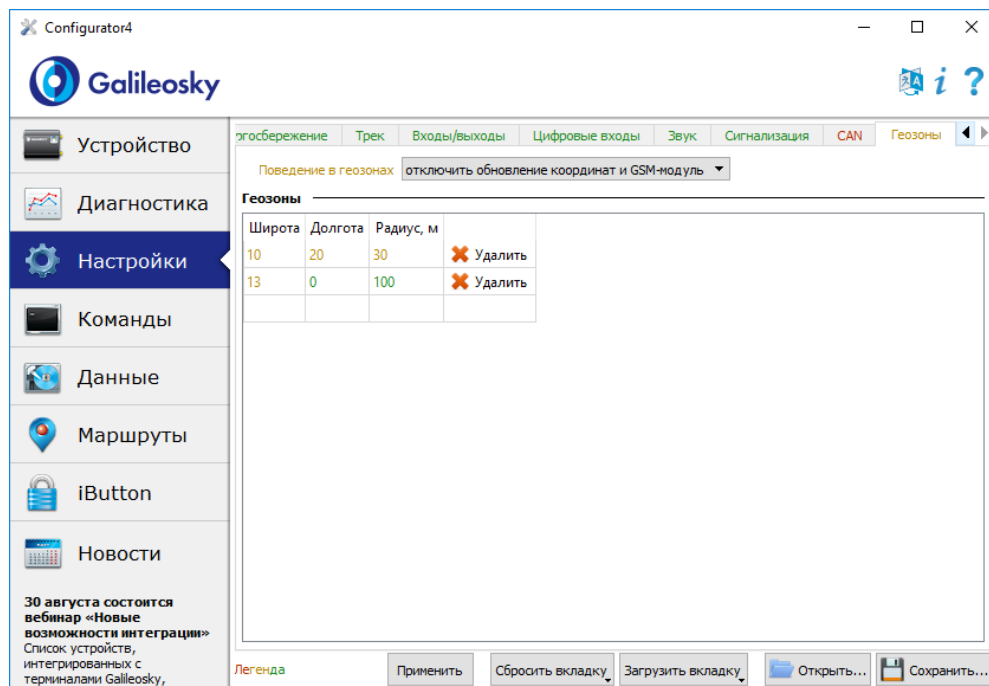 Configurator4
Galileosky
Устройство
Диагностика
Настройки
Команды
Данные
Маршруты
iButton
Новости
30 августа состоится
вебинар «Новые
возможности интеграции»
Список устройств,
интегрированных с
терминалами Galileosky,
ргосбережение Трек Входы/выходы Цифровые входы Звук Сигнализация CAN Геозоны
Поведение в геозонах отключить обновление координат и GSM-модуль
Геозоны
Широта Долгота Радиус, м
10 20 30 Удалить
13 0 100 Удалить
Легенда Применить Сбросить вкладку Загрузить вкладку Открыть... Сохранить...